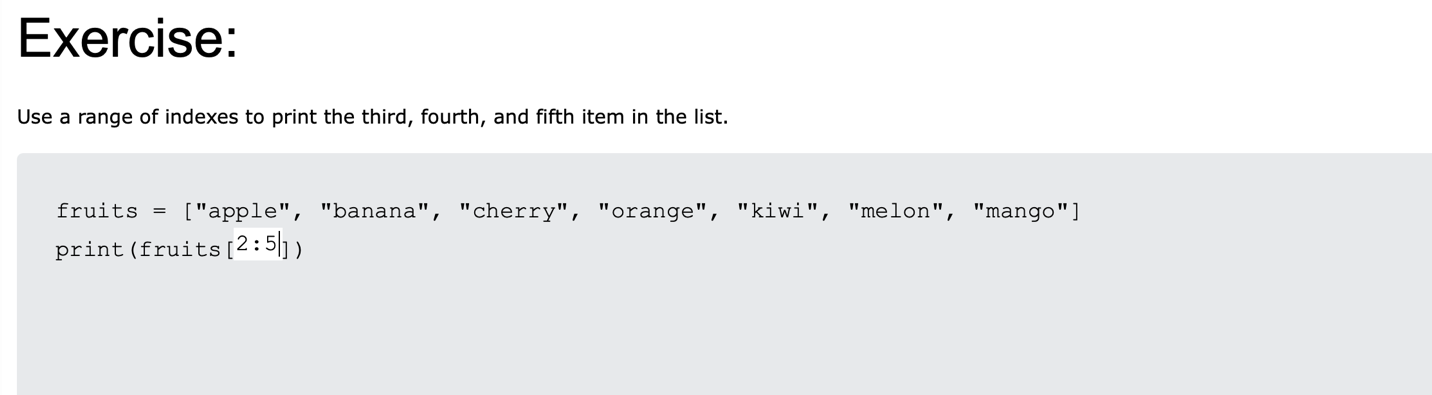 Exercise:
Use a range of indexes to print the third, fourth, and fifth item in the list.
fruits = ["apple", "banana", "cherry", "orange", "kiwi", "melon", "mango"]
print(fruits[2:5])